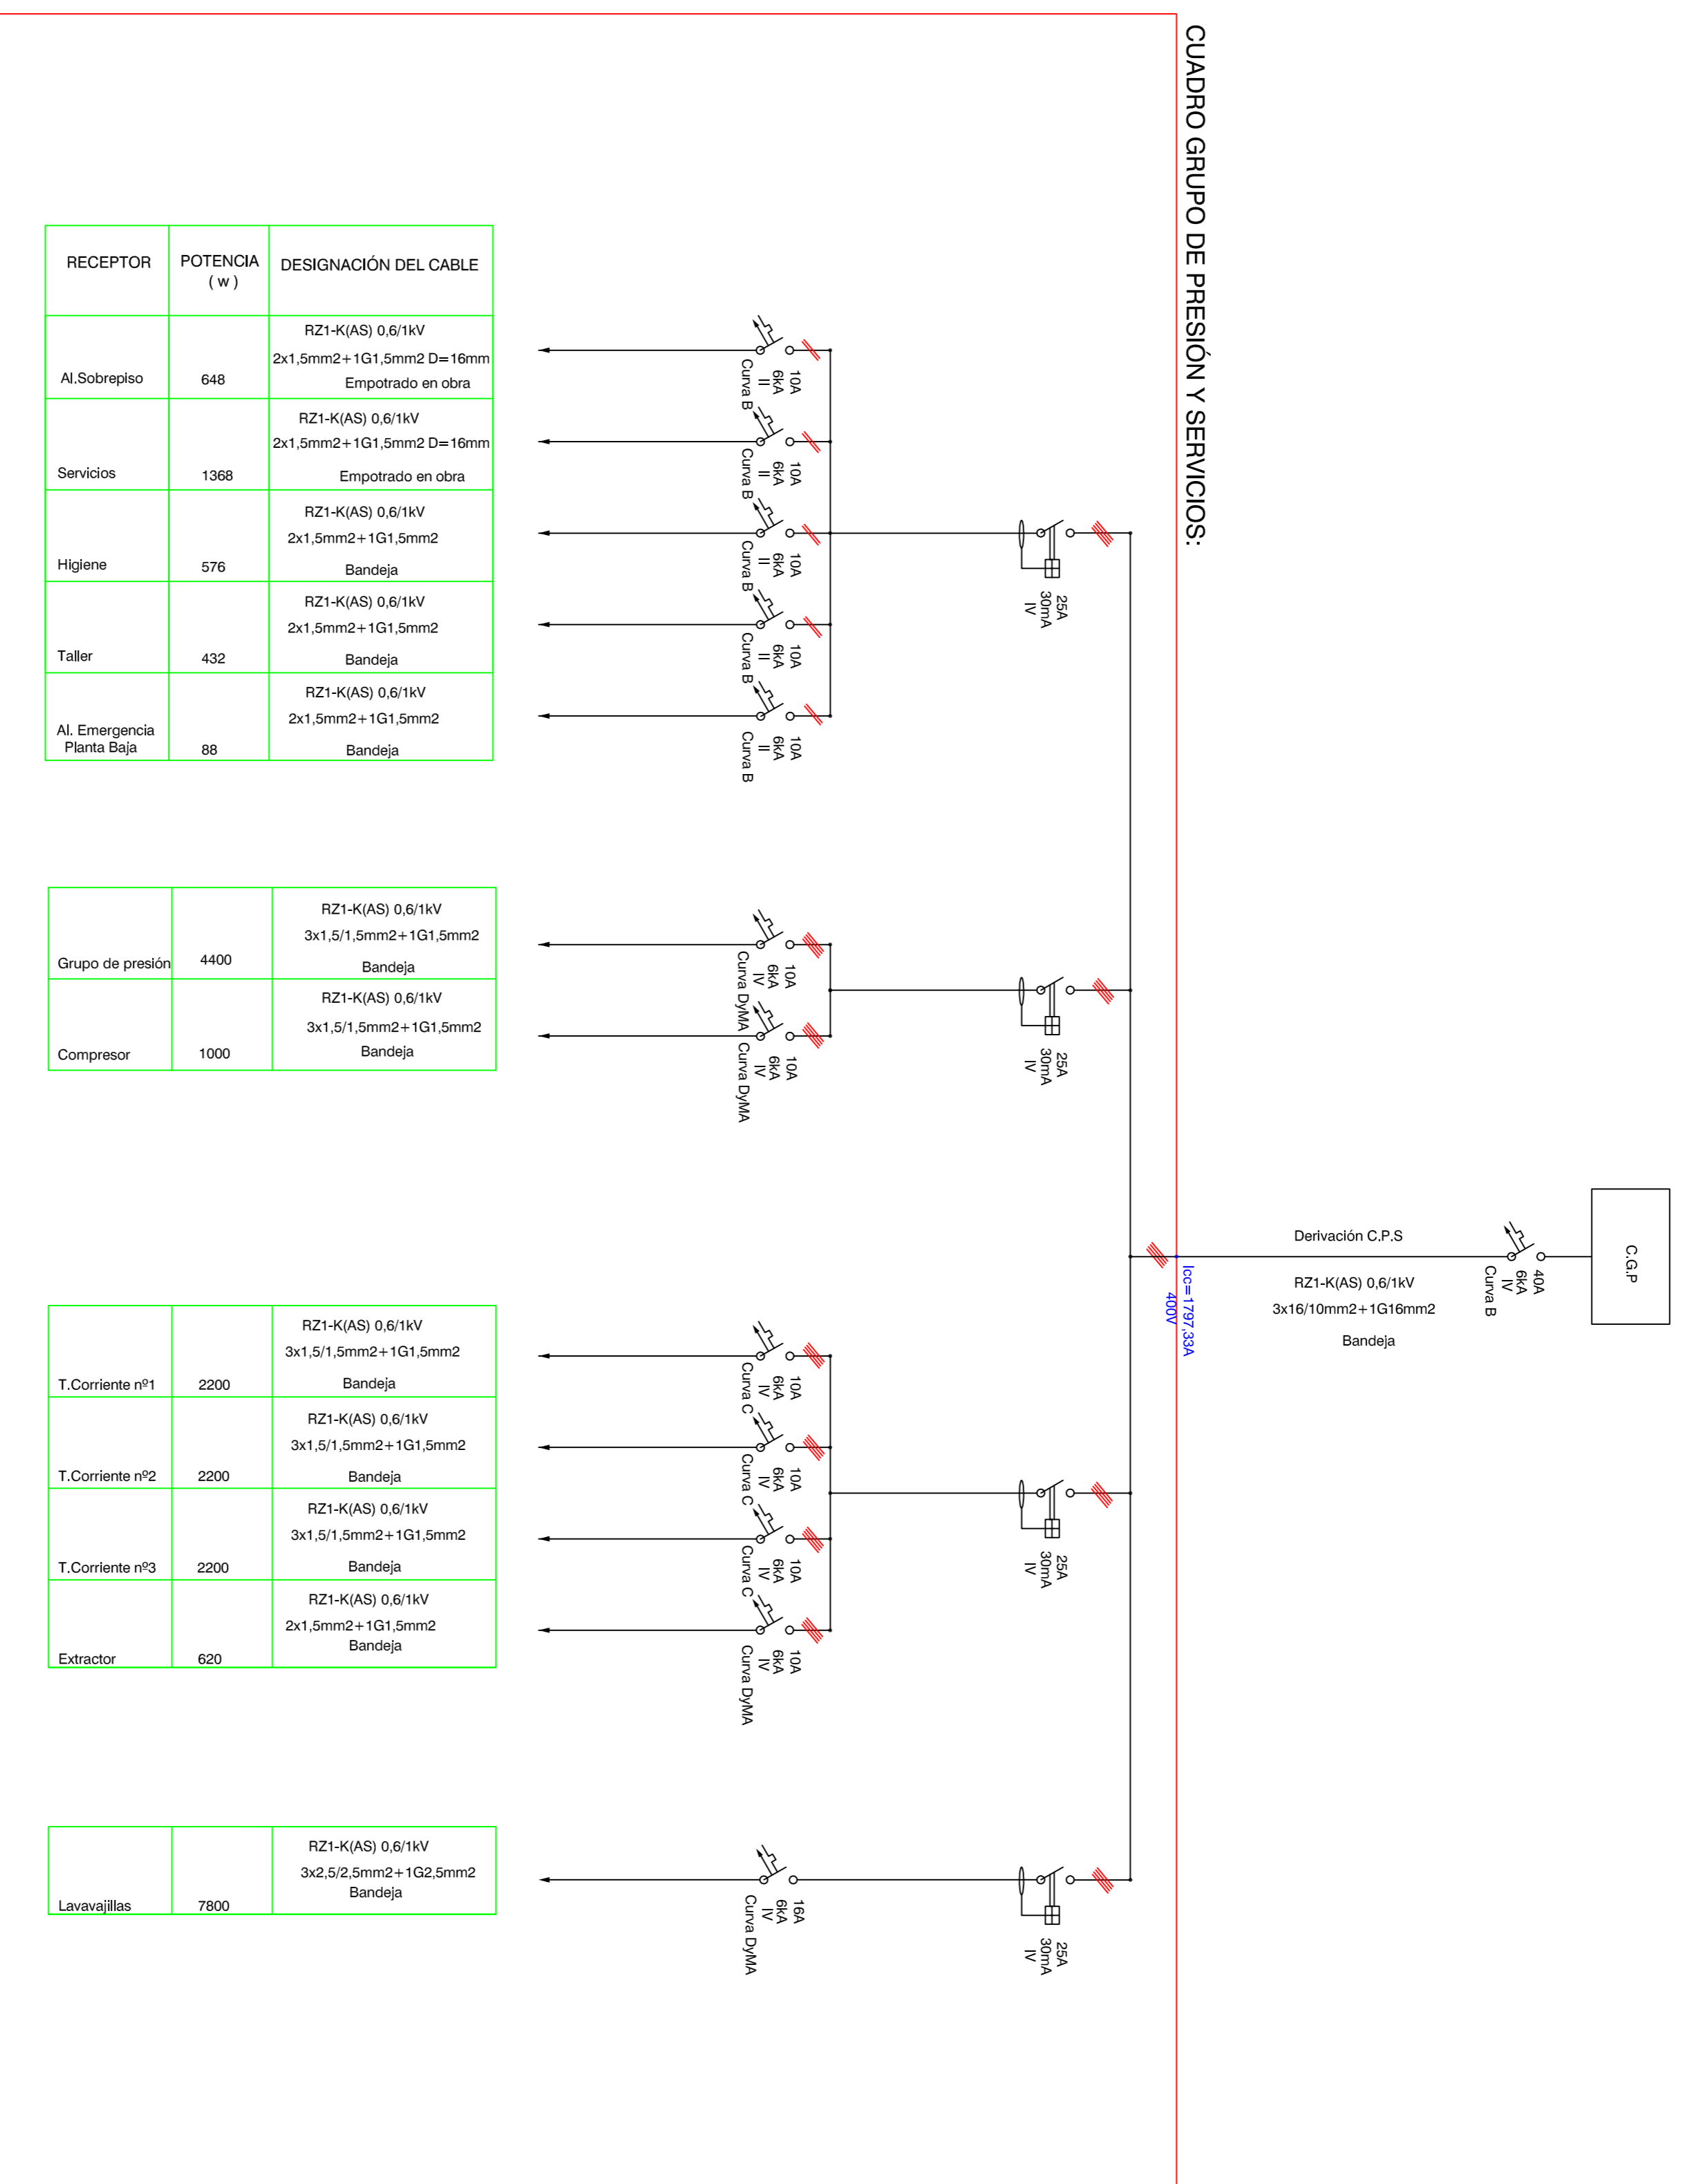 CUADRO GRUPO DE PRESIÓN Y SERVICIOS:
C.G.P
40A
6kA
IV
Curva B
Derivación C.P.S
RZ1-K(AS) 0,6/1kV
3x16/10mm2+1G16mm2
Bandeja
Icc=1797,33A
400V
25A
30mA
IV
25A
30mA
IV
25A
30mA
IV
25A
30mA
IV
10A
6kA
II
Curva B
10A
6kA
II
Curva B
10A
6kA
II
Curva B
10A
6kA
II
Curva B
10A
6kA
II
Curva B
10A
6kA
IV
Curva DyMA
10A
6kA
IV
Curva DyMA
10A
6kA
IV
Curva C
10A
6kA
IV
Curva C
10A
6kA
IV
Curva C
10A
6kA
IV
Curva DyMA
16A
6kA
IV
Curva DyMA
RECEPTOR
POTENCIA
( w )
DESIGNACIÓN DEL CABLE
Al.Sobrepiso
648
RZ1-K(AS) 0,6/1kV
2x1,5mm2+1G1,5mm2 D=16mm
Empotrado en obra
Servicios
1368
RZ1-K(AS) 0,6/1kV
2x1,5mm2+1G1,5mm2 D=16mm
Empotrado en obra
Higiene
576
RZ1-K(AS) 0,6/1kV
2x1,5mm2+1G1,5mm2
Bandeja
Taller
432
RZ1-K(AS) 0,6/1kV
2x1,5mm2+1G1,5mm2
Bandeja
Al. Emergencia
Planta Baja
88
RZ1-K(AS) 0,6/1kV
2x1,5mm2+1G1,5mm2
Bandeja
Grupo de presión
4400
RZ1-K(AS) 0,6/1kV
3x1,5/1,5mm2+1G1,5mm2
Bandeja
Compresor
1000
RZ1-K(AS) 0,6/1kV
3x1,5/1,5mm2+1G1,5mm2
Bandeja
T.Corriente nº1
2200
RZ1-K(AS) 0,6/1kV
3x1,5/1,5mm2+1G1,5mm2
Bandeja
T.Corriente nº2
2200
RZ1-K(AS) 0,6/1kV
3x1,5/1,5mm2+1G1,5mm2
Bandeja
T.Corriente nº3
2200
RZ1-K(AS) 0,6/1kV
3x1,5/1,5mm2+1G1,5mm2
Bandeja
Extractor
620
RZ1-K(AS) 0,6/1kV
2x1,5mm2+1G1,5mm2
Bandeja
Lavavajillas
7800
RZ1-K(AS) 0,6/1kV
3x2,5/2,5mm2+1G2,5mm2
Bandeja